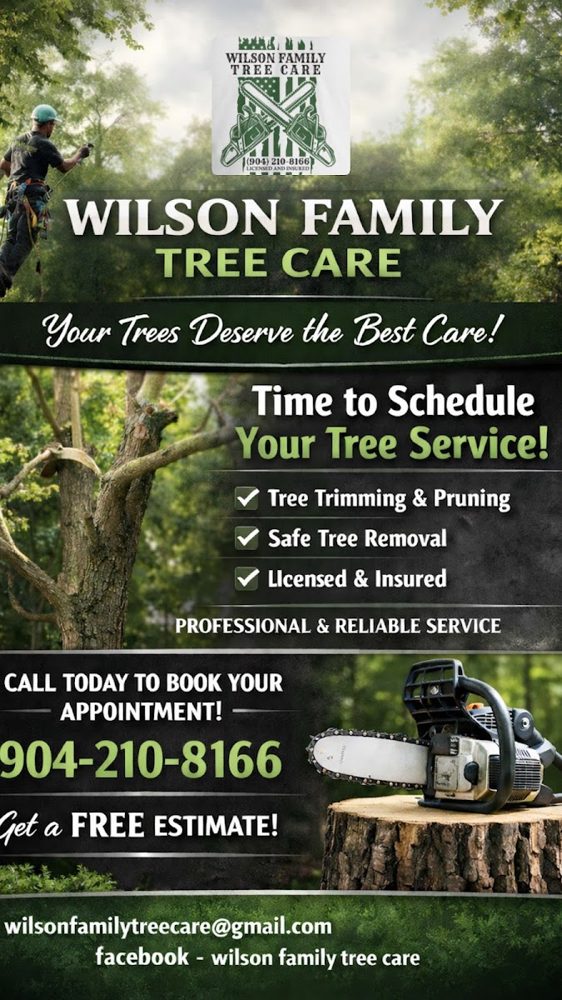 WILSON FAMILY
TREE CARE
(904) 210-8166
LICENSED AND INSURED
WILSON FAMILY
TREE CARE
Your Trees Deserve the Best Care!
Time to Schedule
Your Tree Service!
Tree Trimming & Pruning
Safe Tree Removal
LIcensed & Insured
PROFESSIONAL & RELIABLE SERVICE
CALL TODAY TO BOOK YOUR
APPOINTMENT!
904-210-8166
Get a FREE ESTIMATE!
wilsonfamilytreecare@gmail.com
facebook - wilson family tree care